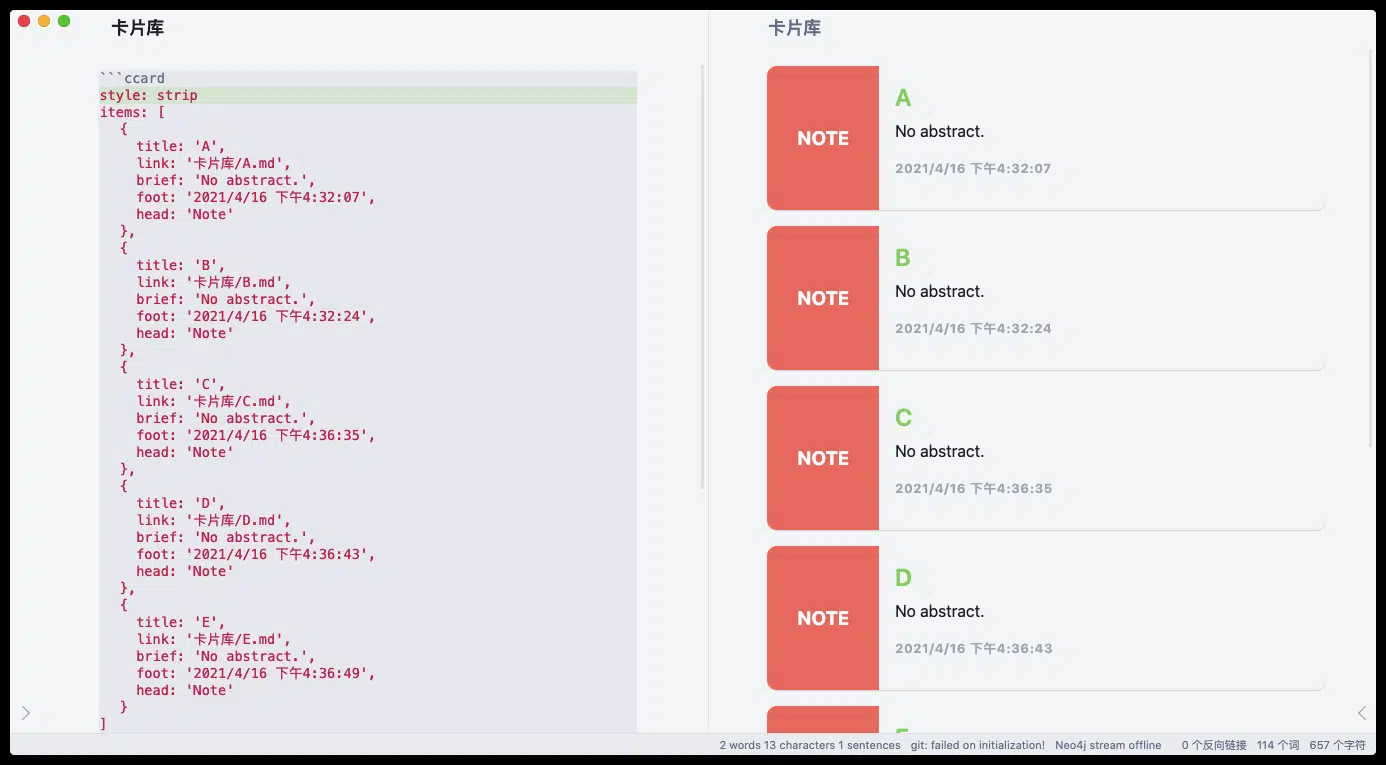 卡片库
```ccard
style: strip
items: [
  {
    title: 'A',
    link: '卡片库/A.md',
    brief: 'No abstract.',
    foot: '2021/4/16 下午4:32:07',
    head: 'Note'
  },
  {
    title: 'B',
    link: '卡片库/B.md',
    brief: 'No abstract.',
    foot: '2021/4/16 下午4:32:24',
    head: 'Note'
  },
  {
    title: 'C',
    link: '卡片库/C.md',
    brief: 'No abstract.',
    foot: '2021/4/16 下午4:36:35',
    head: 'Note'
  },
  {
    title: 'D',
    link: '卡片库/D.md',
    brief: 'No abstract.',
    foot: '2021/4/16 下午4:36:43',
    head: 'Note'
  },
  {
    title: 'E',
    link: '卡片库/E.md',
    brief: 'No abstract.',
    foot: '2021/4/16 下午4:36:49',
    head: 'Note'
  }
]
卡片库
NOTE
A
No abstract.
2021/4/16 下午4:32:07
NOTE
B
No abstract.
2021/4/16 下午4:32:24
NOTE
C
No abstract.
2021/4/16 下午4:36:35
NOTE
D
No abstract.
2021/4/16 下午4:36:43
2 words 13 characters 1 sentences git: failed on initialization! Neo4j stream offline 0 个反向链接 114 个词 657 个字符